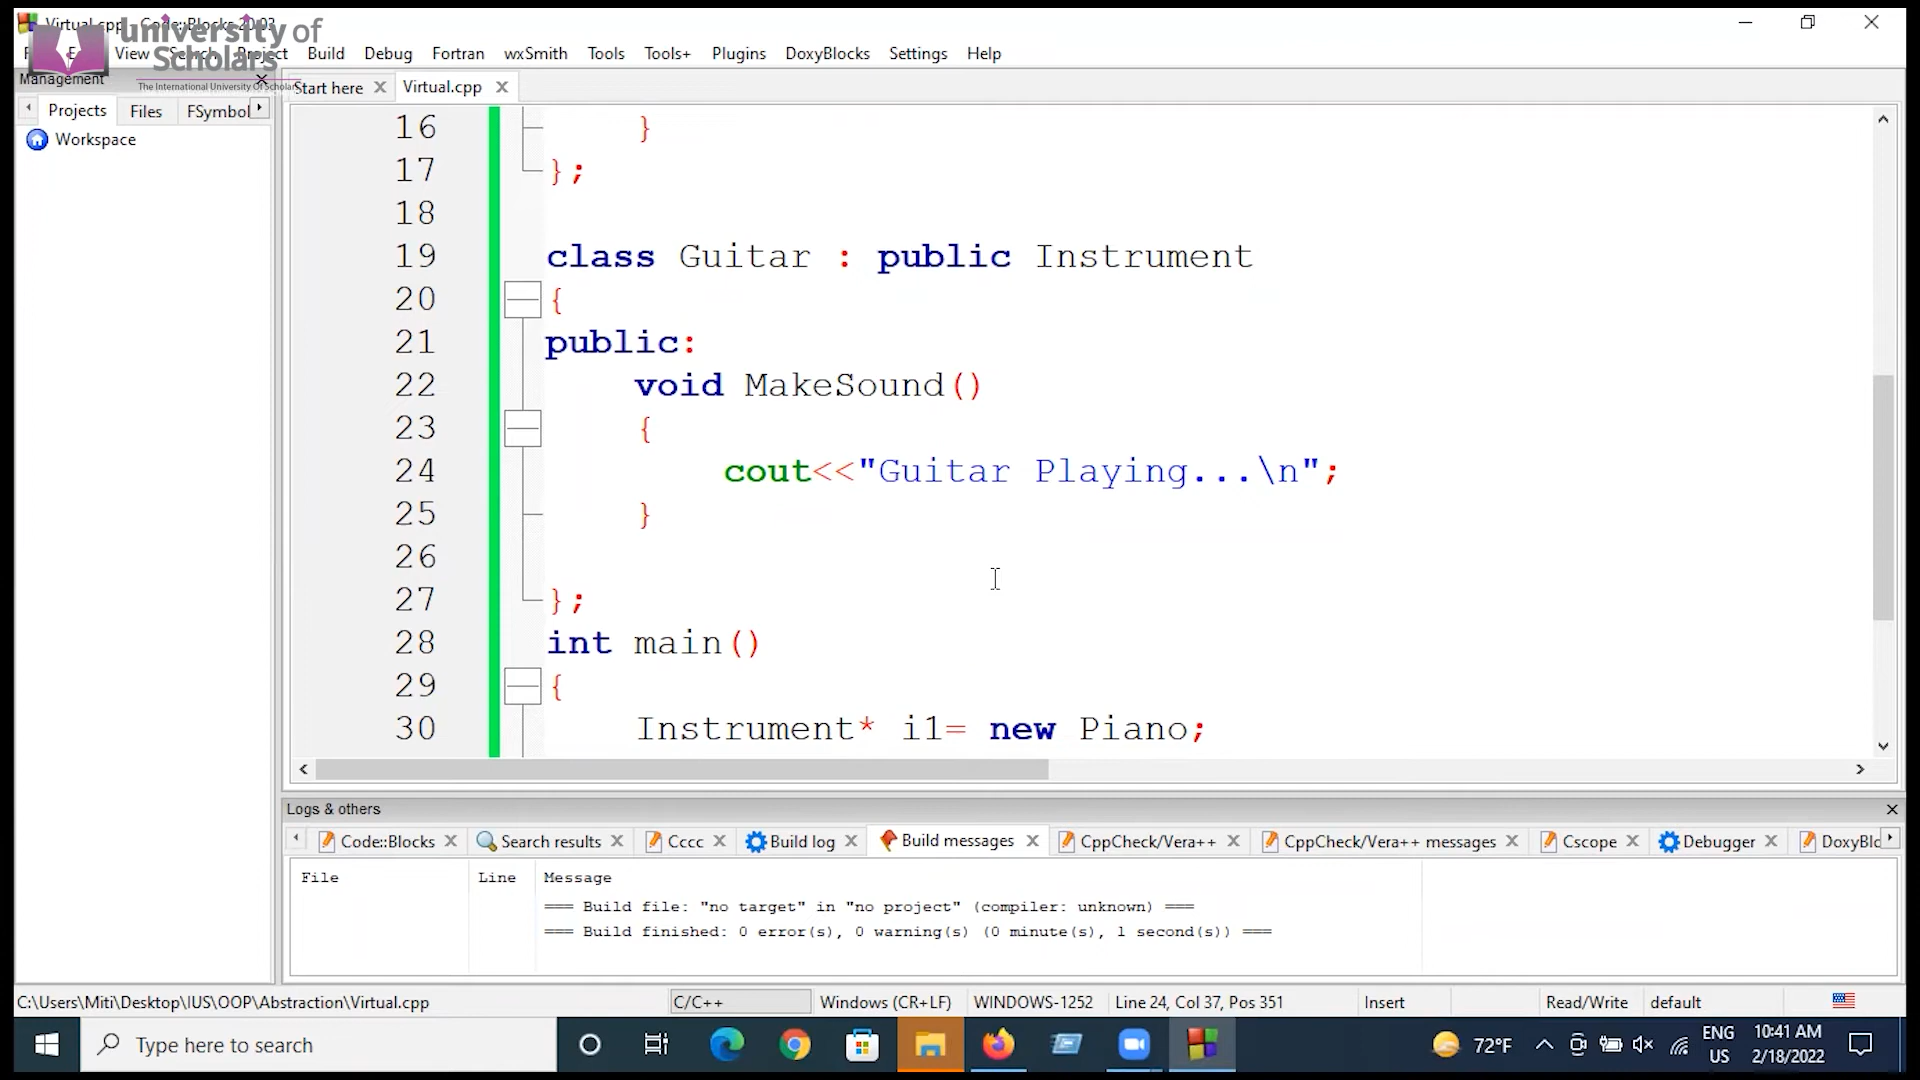 Virtual.cpp - Code::Blocks 20.03
University of
Scholars
The International University Of Scholars
View Search Project Build Debug Fortran wxSmith Tools Tools+ Plugins DoxyBlocks Settings Help
Management
Start here Virtual.cpp
Projects Files FSymbol
Workspace
16 }
17 };
18
19 class Guitar : public Instrument
20 {
21 public:
22 void MakeSound()
23 {
24 cout<<"Guitar Playing...\n";
25 }
26
27 };
28 int main()
29 {
30 Instrument* i1= new Piano;
Logs & others
Code::Blocks Search results Cccc Build log Build messages CppCheck/Vera++ CppCheck/Vera++ messages Cscope Debugger DoxyBlo
File Line Message
=== Build file: "no target" in "no project" (compiler: unknown) ===
=== Build finished: 0 error(s), 0 warning(s) (0 minute(s), 1 second(s)) ===
C:\Users\Miti\Desktop\IUS\OOP\Abstraction\Virtual.cpp C/C++ Windows (CR+LF) WINDOWS-1252 Line 24, Col 37, Pos 351 Insert Read/Write default
Type here to search 72°F ENG US 10:41 AM 2/18/2022